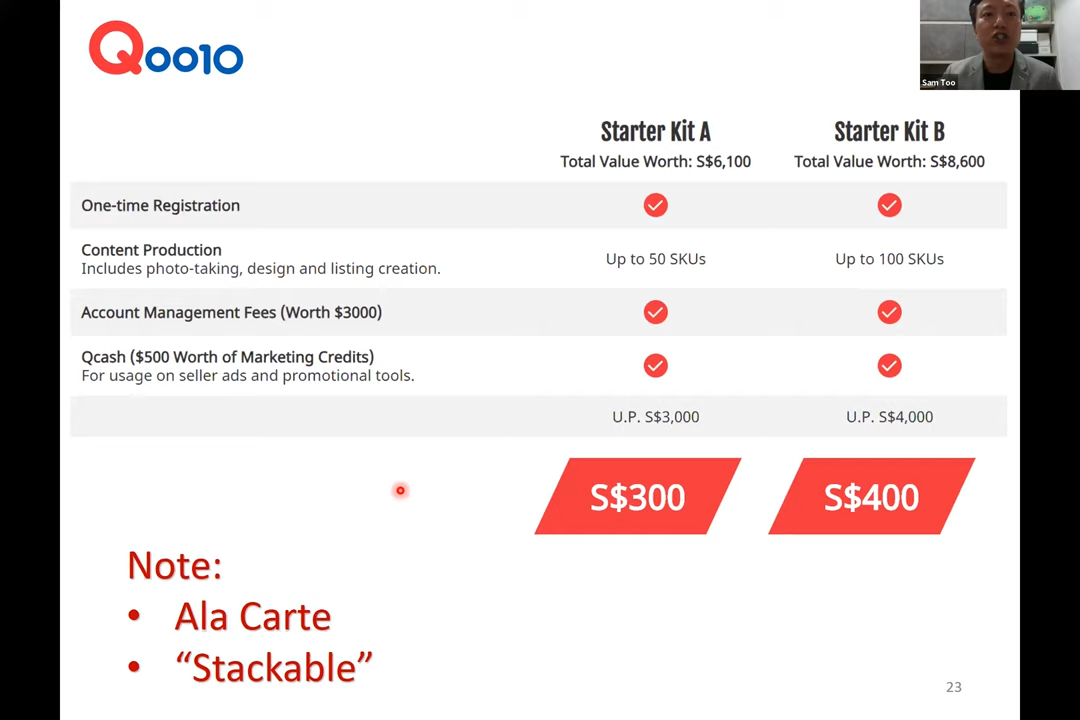 Qoo10
Sam Too
Starter Kit A
Starter Kit B
Total Value Worth: S$6,100
Total Value Worth: S$8,600
One-time Registration
Content Production
Includes photo-taking, design and listing creation.
Up to 50 SKUs
Up to 100 SKUs
Account Management Fees (Worth $3000)
Qcash ($500 Worth of Marketing Credits)
For usage on seller ads and promotional tools.
U.P. S$3,000
U.P. S$4,000
S$300
S$400
Note:
• Ala Carte
• “Stackable”
23